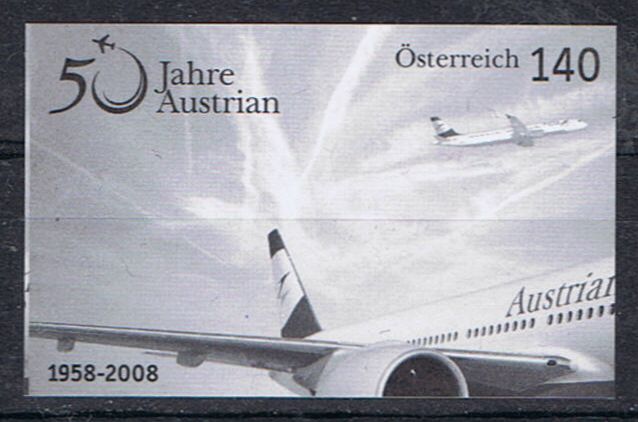 50 Jahre
Austrian
Österreich 140
Austrian
1958-2008